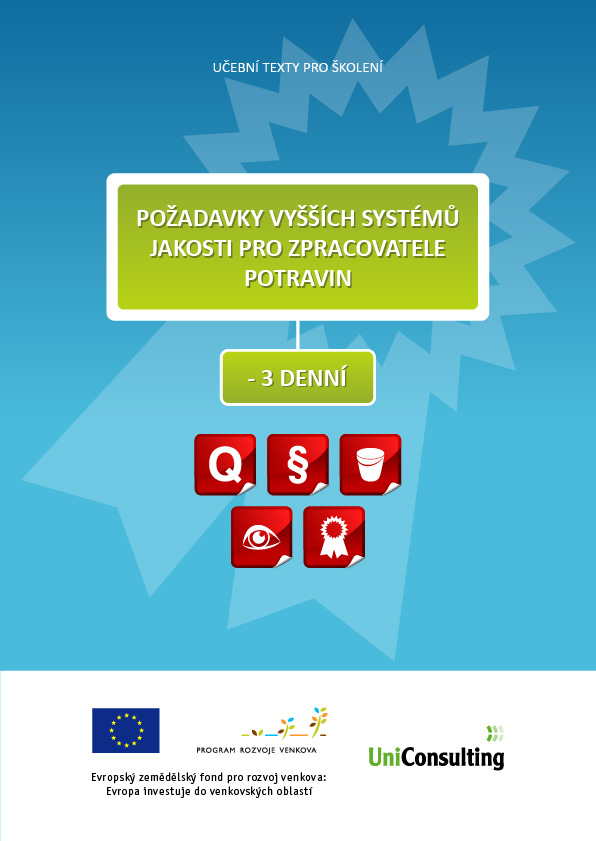 UČEBNÍ TEXTY PRO ŠKOLENÍ
POŽADAVKY VYŠŠÍCH SYSTÉMŮ
JAKOSTI PRO ZPRACOVATELE
POTRAVIN
- 3 DENNÍ
Q §
PROGRAM ROZVOJE VENKOVA
UniConsulting
Evropský zemědělský fond pro rozvoj venkova:
Evropa investuje do venkovských oblastí